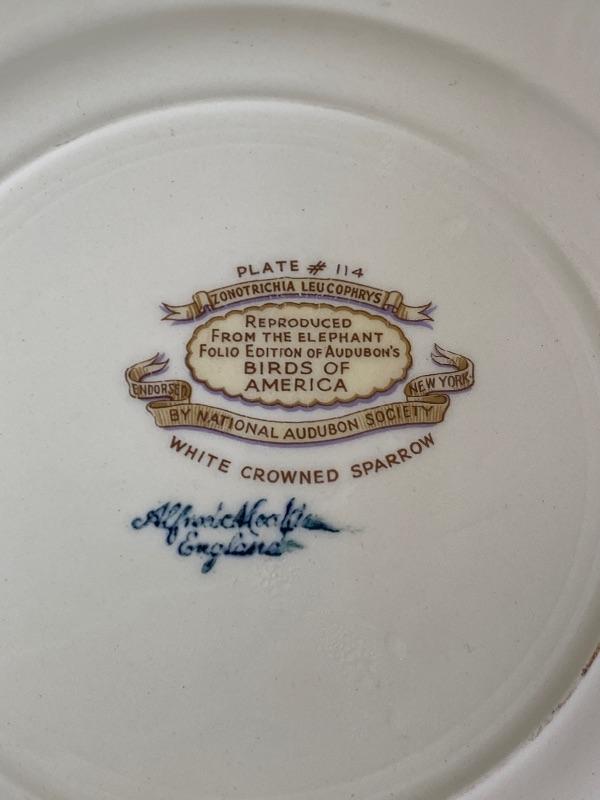 PLATE # 114
ZONOTRICHIA LEUCOPHRYS
REPRODUCED
FROM THE ELEPHANT
FOLIO EDITION OF AUDUBON'S
BIRDS OF
AMERICA
ENDORSED
BY NATIONAL AUDUBON SOCIETY
NEW YORK
WHITE CROWNED SPARROW
Alfred Meakin
England